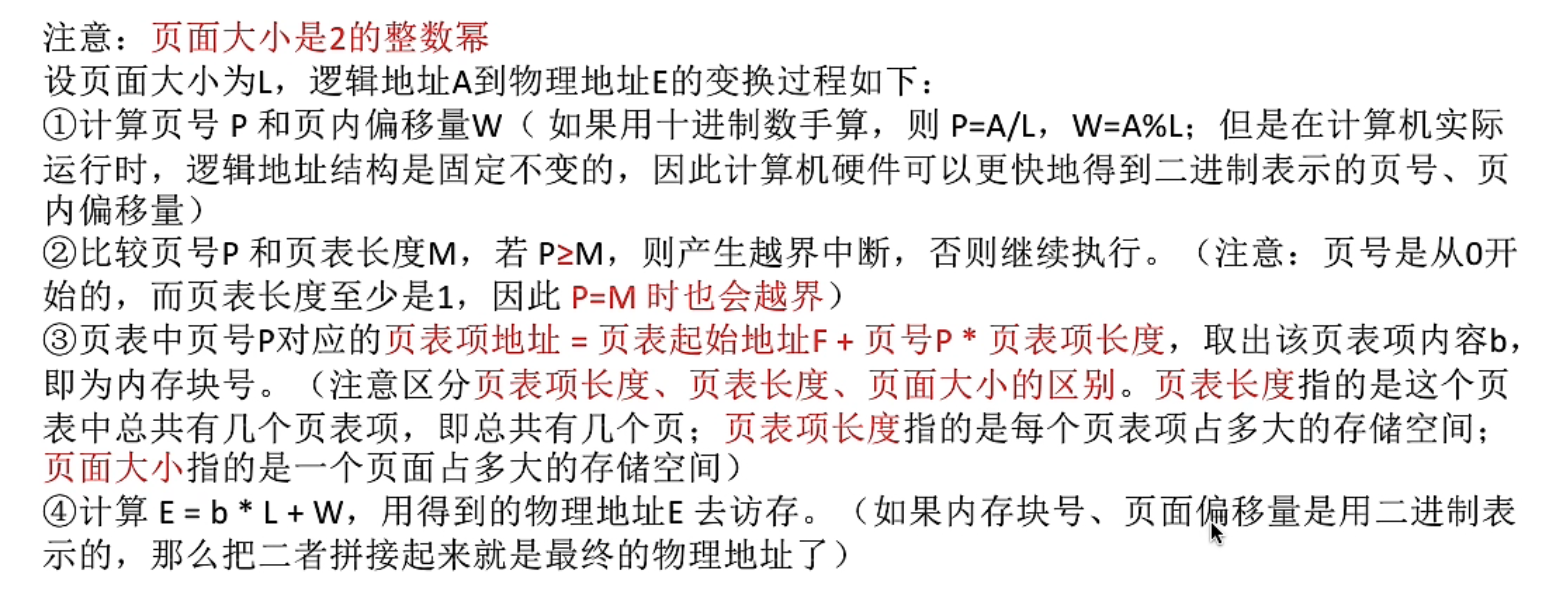 注意：页面大小是2的整数幂
设页面大小为L，逻辑地址A到物理地址E的变换过程如下：
①计算页号 P 和页内偏移量W（ 如果用十进制数手算，则 P=A/L，W=A%L；但是在计算机实际
运行时，逻辑地址结构是固定不变的，因此计算机硬件可以更快地得到二进制表示的页号、页
内偏移量）
②比较页号P 和页表长度M，若 P≥M，则产生越界中断，否则继续执行。（注意：页号是从0开
始的，而页表长度至少是1，因此 P=M 时也会越界）
③页表中页号P对应的页表项地址 = 页表起始地址F + 页号P * 页表项长度，取出该页表项内容b，
即为内存块号。（注意区分页表项长度、页表长度、页面大小的区别。页表长度指的是这个页
表中总共有几个页表项，即总共有几个页；页表项长度指的是每个页表项占多大的存储空间；
页面大小指的是一个页面占多大的存储空间）
④计算 E = b * L + W，用得到的物理地址E 去访存。（如果内存块号、页面偏移量是用二进制表
示的，那么把二者拼接起来就是最终的物理地址了）